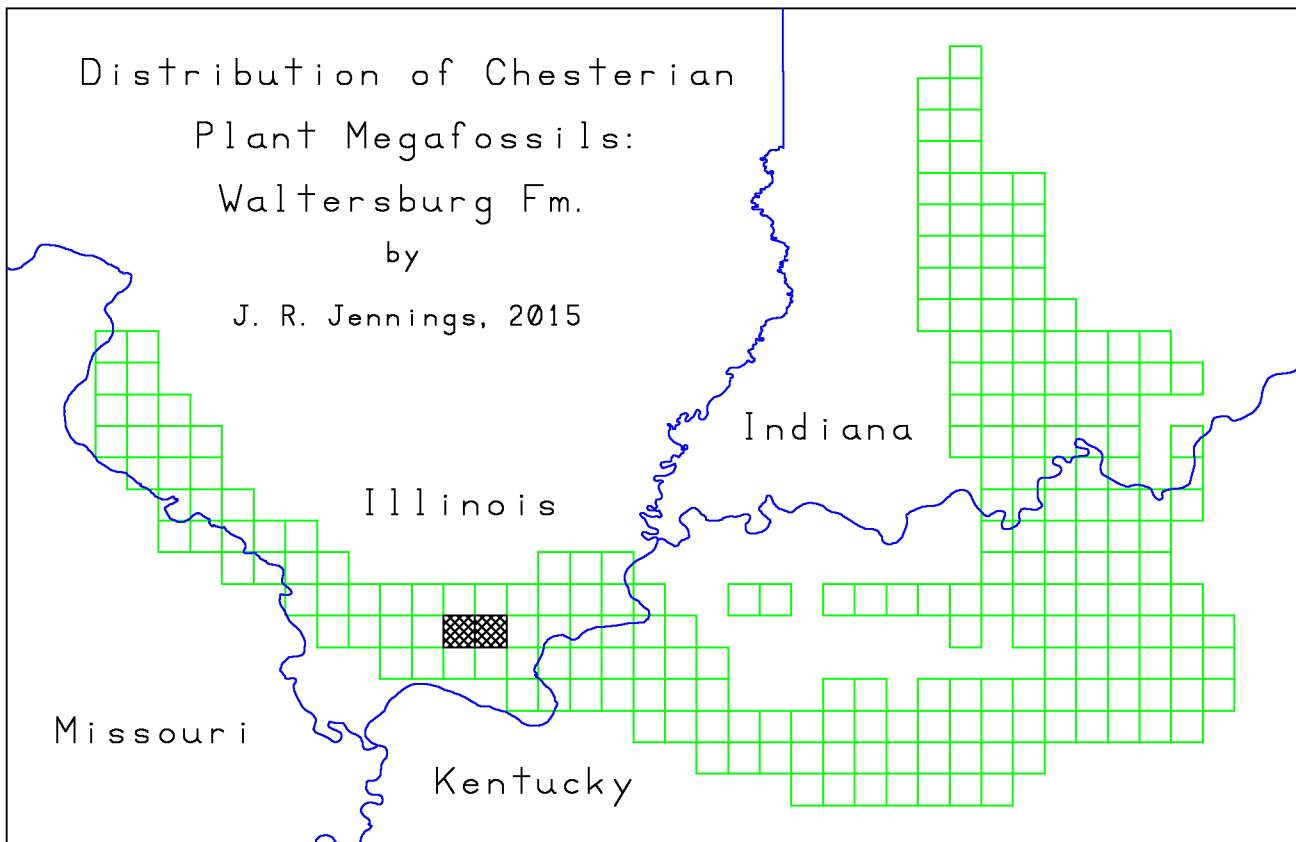 Distribution of Chesterian
Plant Megafossils:
Waltersburg Fm.
by
J. R. Jennings, 2015
Indiana
Illinois
Missouri
Kentucky